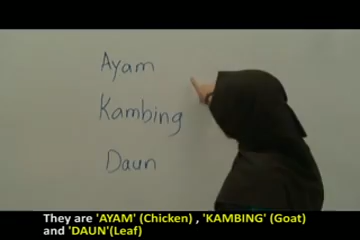 Ayam
Kambing
Daun
They are 'AYAM' (Chicken) , 'KAMBING' (Goat)
and 'DAUN'(Leaf)